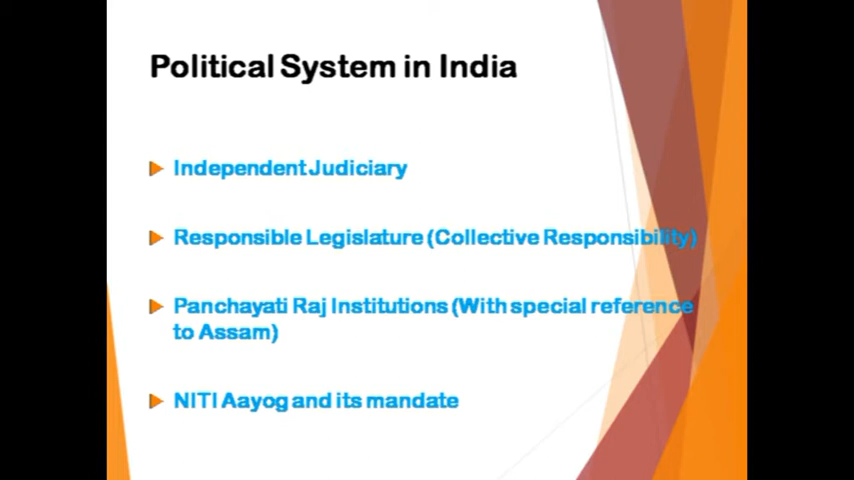 Political System in India
Independent Judiciary
Responsible Legislature (Collective Responsibility)
Panchayati Raj Institutions (With special reference
to Assam)
NITI Aayog and its mandate